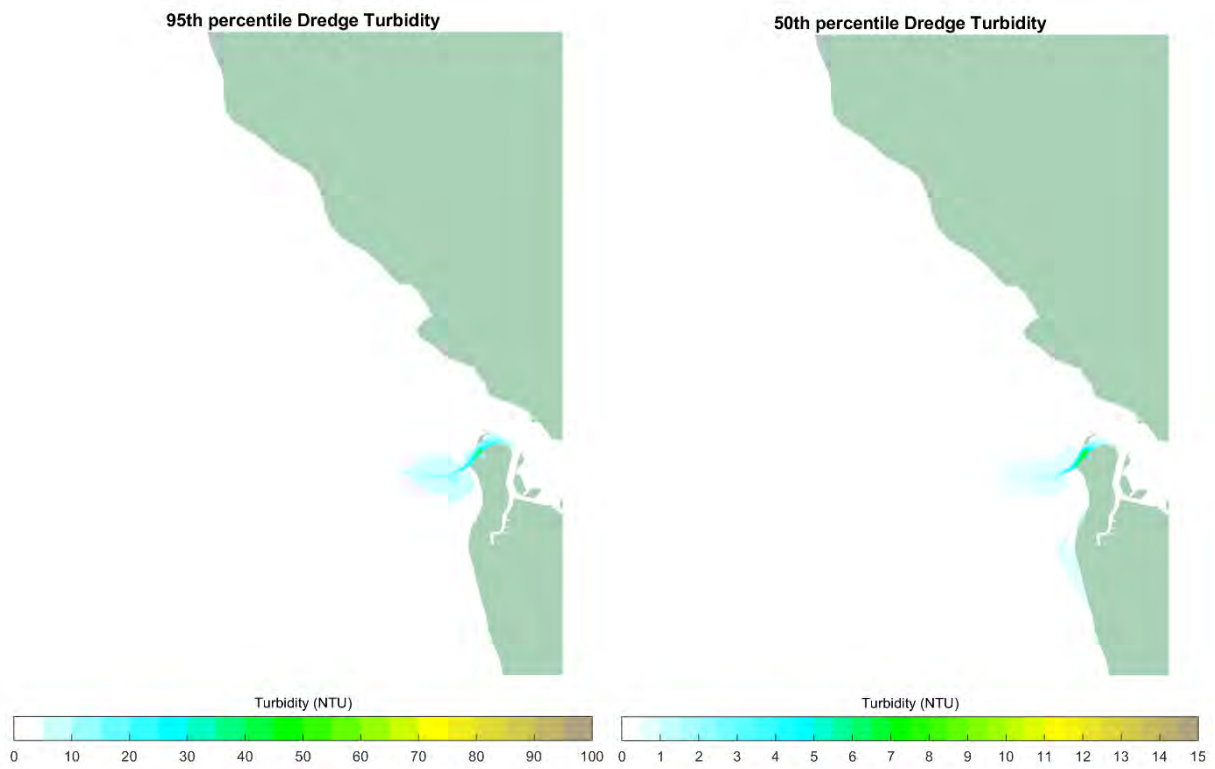 95th percentile Dredge Turbidity
50th percentile Dredge Turbidity
Turbidity (NTU)
0 10 20 30 40 50 60 70 80 90 100
Turbidity (NTU)
0 1 2 3 4 5 6 7 8 9 10 11 12 13 14 15